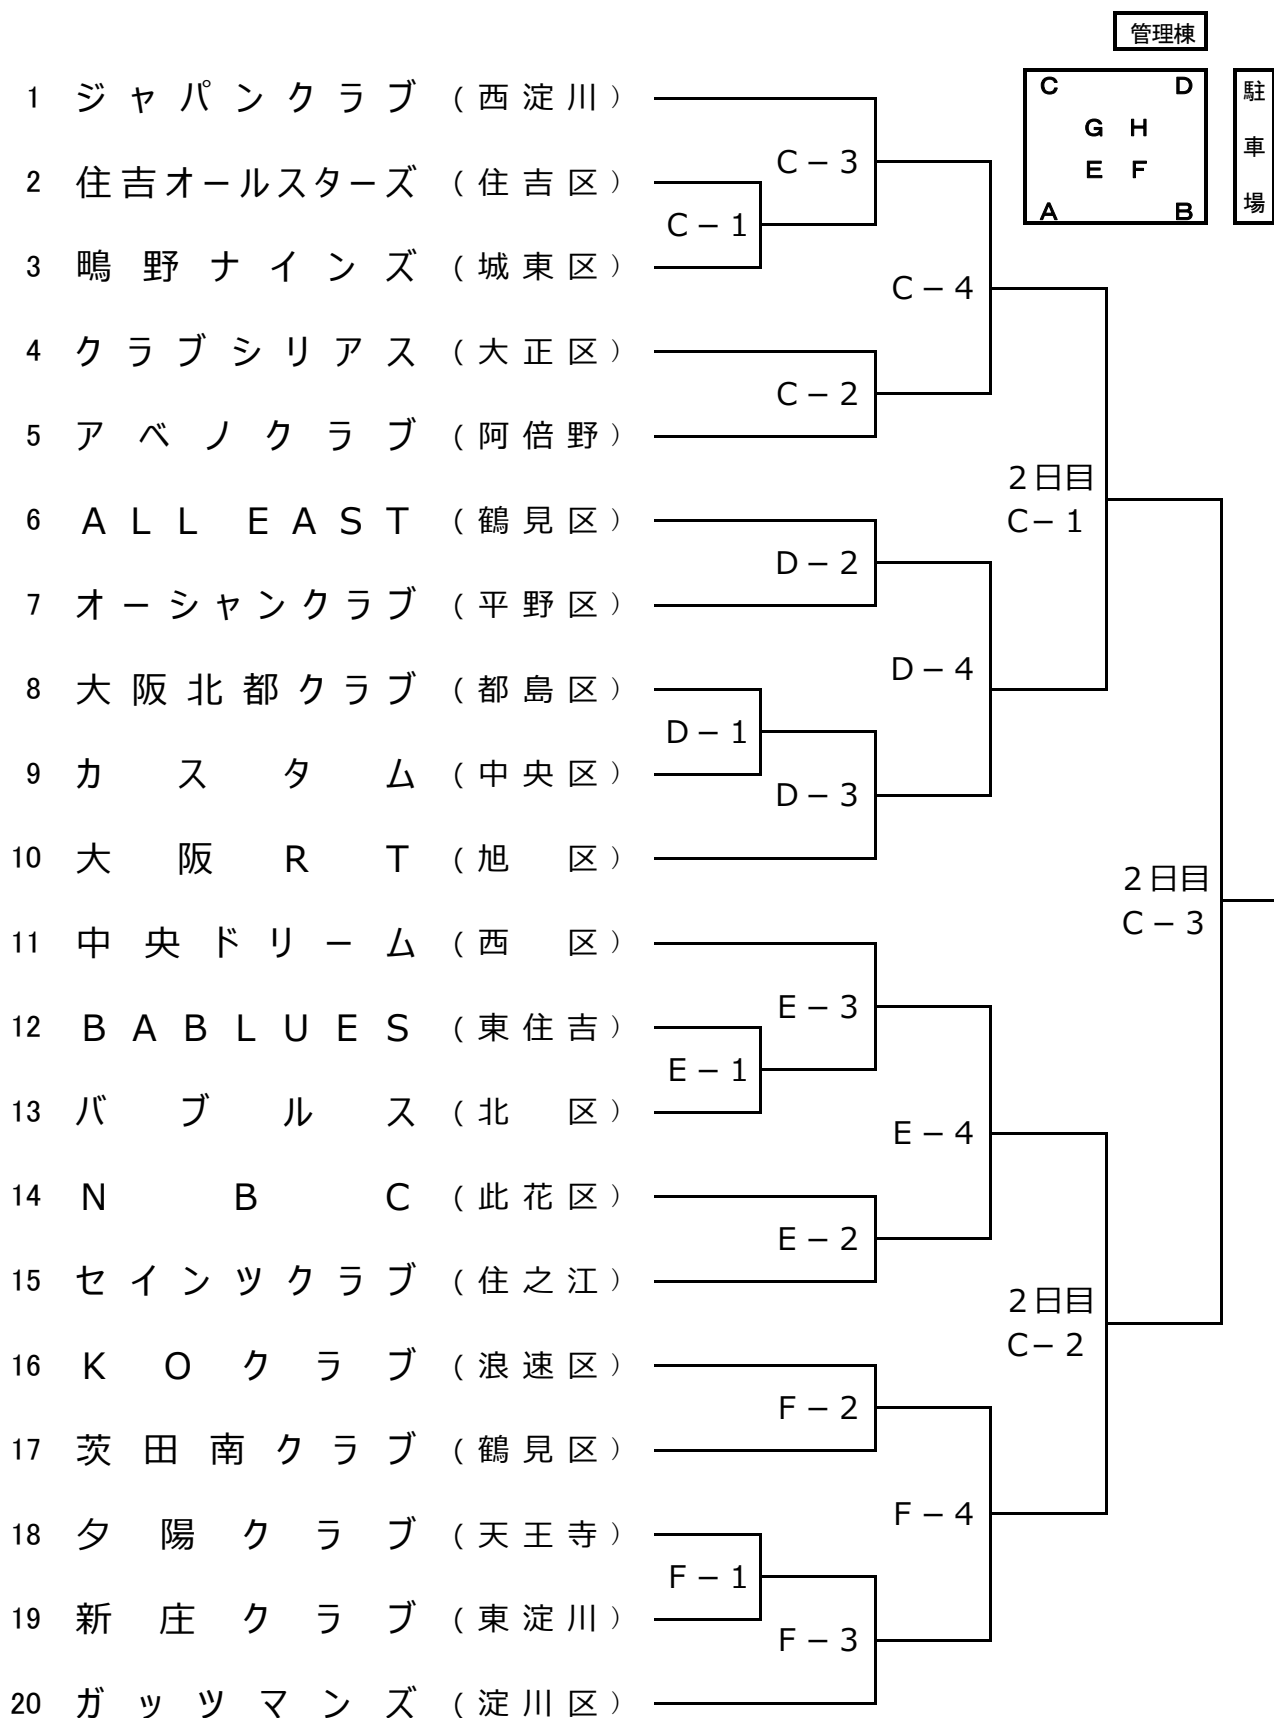 管理棟
C D
G H
E F
A B
駐車場
1 ジャパンクラブ (西淀川)
C－3
2 住吉オールスターズ (住吉区)
C－1
3 鴫野ナインズ (城東区)
C－4
4 クラブシリアス (大正区)
C－2
5 アベノクラブ (阿倍野)
2日目
C－1
6 ALL EAST (鶴見区)
D－2
7 オーシャンクラブ (平野区)
D－4
8 大阪北都クラブ (都島区)
D－1
9 カスタム (中央区)
D－3
10 大阪RT (旭区)
2日目
C－3
11 中央ドリーム (西区)
E－3
12 BABLUES (東住吉)
E－1
13 バブルス (北区)
E－4
14 NBC (此花区)
E－2
15 セインツクラブ (住之江)
2日目
C－2
16 KOクラブ (浪速区)
F－2
17 茨田南クラブ (鶴見区)
F－4
18 夕陽クラブ (天王寺)
F－1
19 新庄クラブ (東淀川)
F－3
20 ガッツマンズ (淀川区)